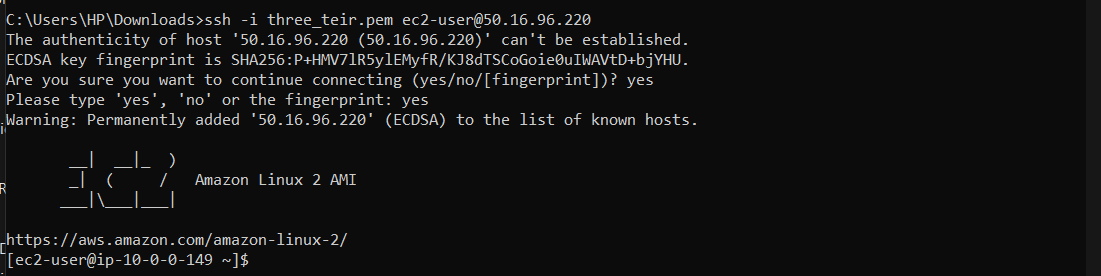 C:\Users\HP\Downloads>ssh -i three_teir.pem ec2-user@50.16.96.220
The authenticity of host '50.16.96.220 (50.16.96.220)' can't be established.
ECDSA key fingerprint is SHA256:P+HMV7lR5ylEMyfR/KJ8dTSCoGoie0uIWAVtD+bjYHU.
Are you sure you want to continue connecting (yes/no/[fingerprint])? yes
Please type 'yes', 'no' or the fingerprint: yes
Warning: Permanently added '50.16.96.220' (ECDSA) to the list of known hosts.

       __|  __|_  )
       _|  (     /   Amazon Linux 2 AMI
      ___|\___|___|

https://aws.amazon.com/amazon-linux-2/
[ec2-user@ip-10-0-0-149 ~]$